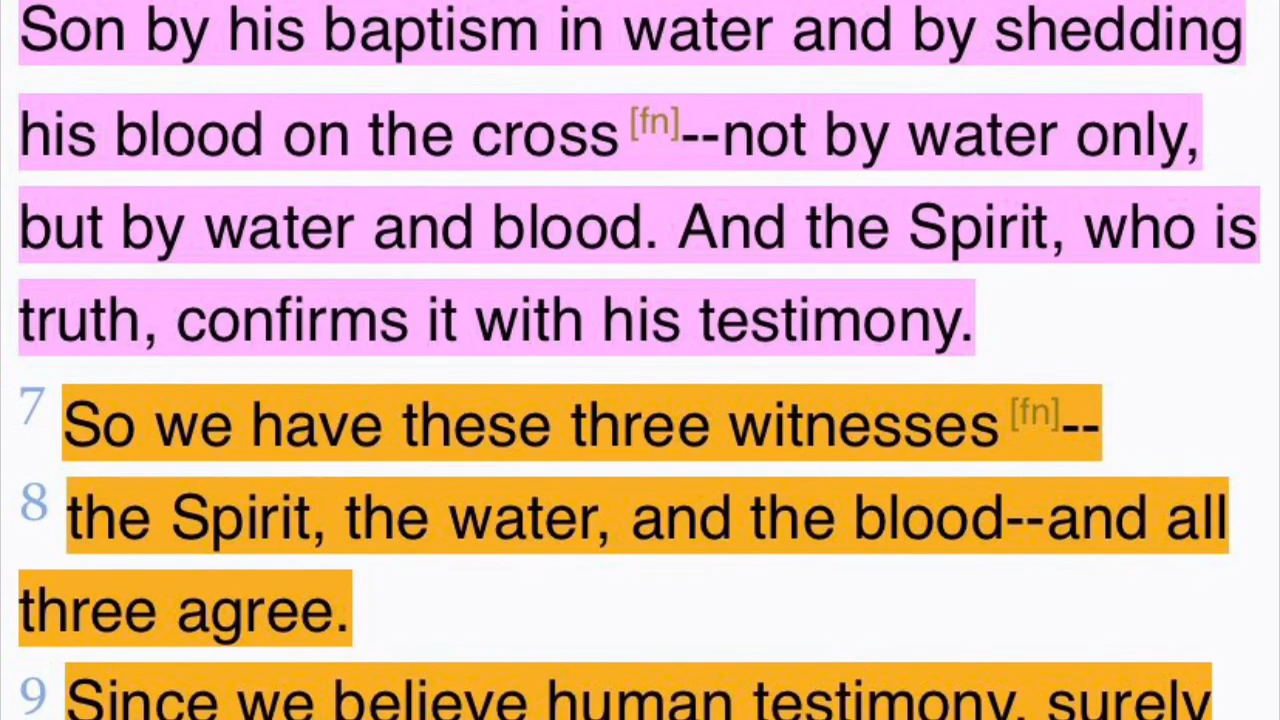 Son by his baptism in water and by shedding
his blood on the cross [fn]--not by water only,
but by water and blood. And the Spirit, who is
truth, confirms it with his testimony.
7 So we have these three witnesses [fn]--
8 the Spirit, the water, and the blood--and all
three agree.
9 Since we believe human testimony, surely